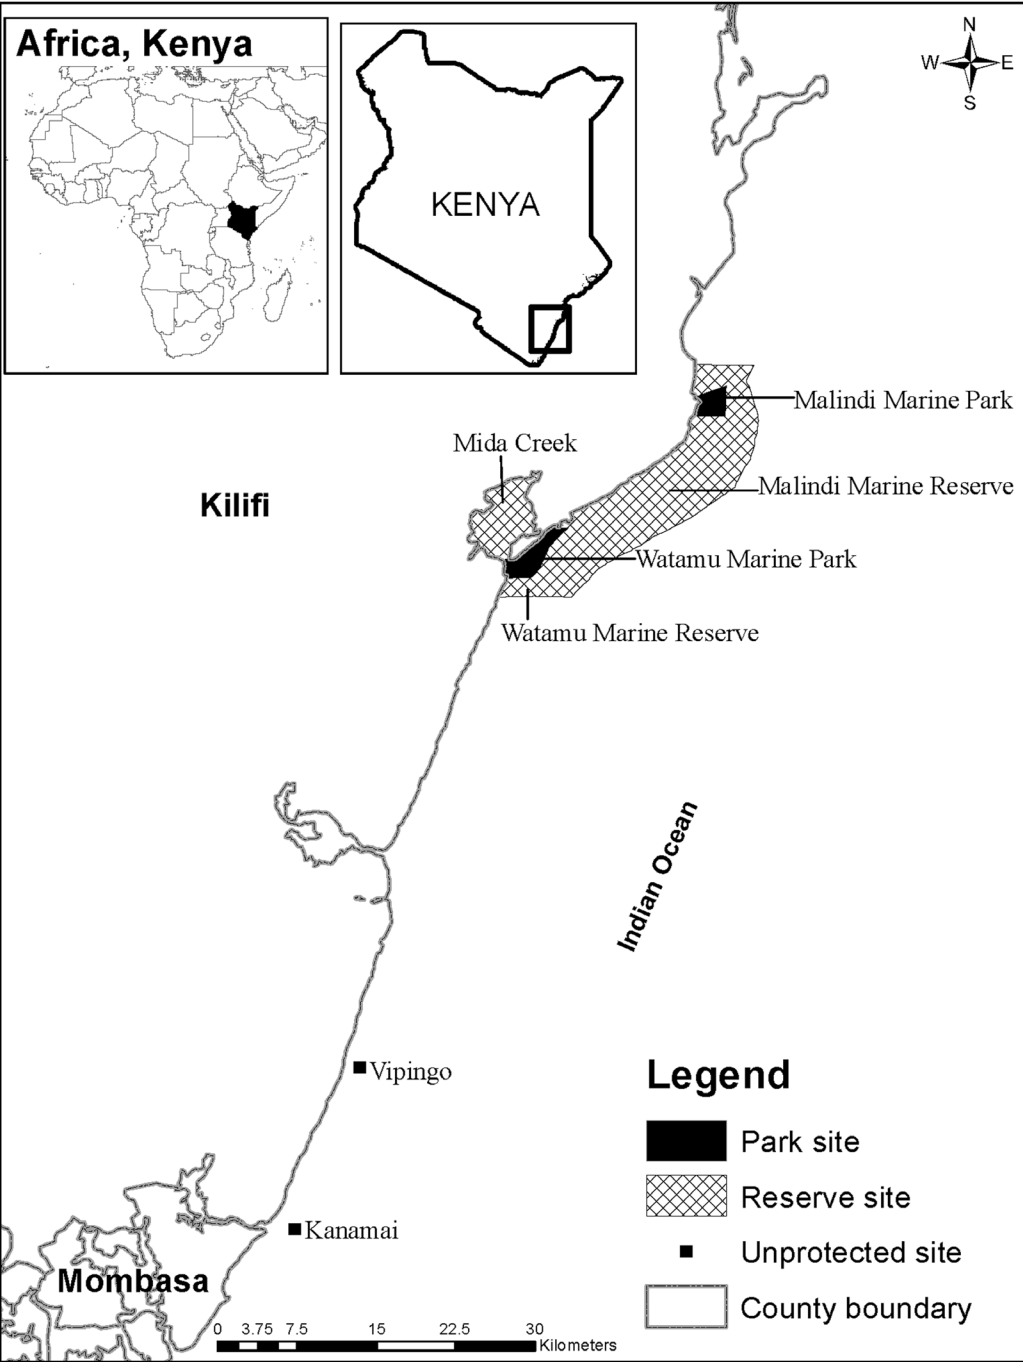 Africa, Kenya
KENYA
N
W E
S
Malindi Marine Park
Mida Creek
Malindi Marine Reserve
Kilifi
Watamu Marine Park
Watamu Marine Reserve
Indian Ocean
Vipingo
Kanamai
Mombasa
Legend
Park site
Reserve site
Unprotected site
County boundary
0 3.75 7.5 15 22.5 30
Kilometers